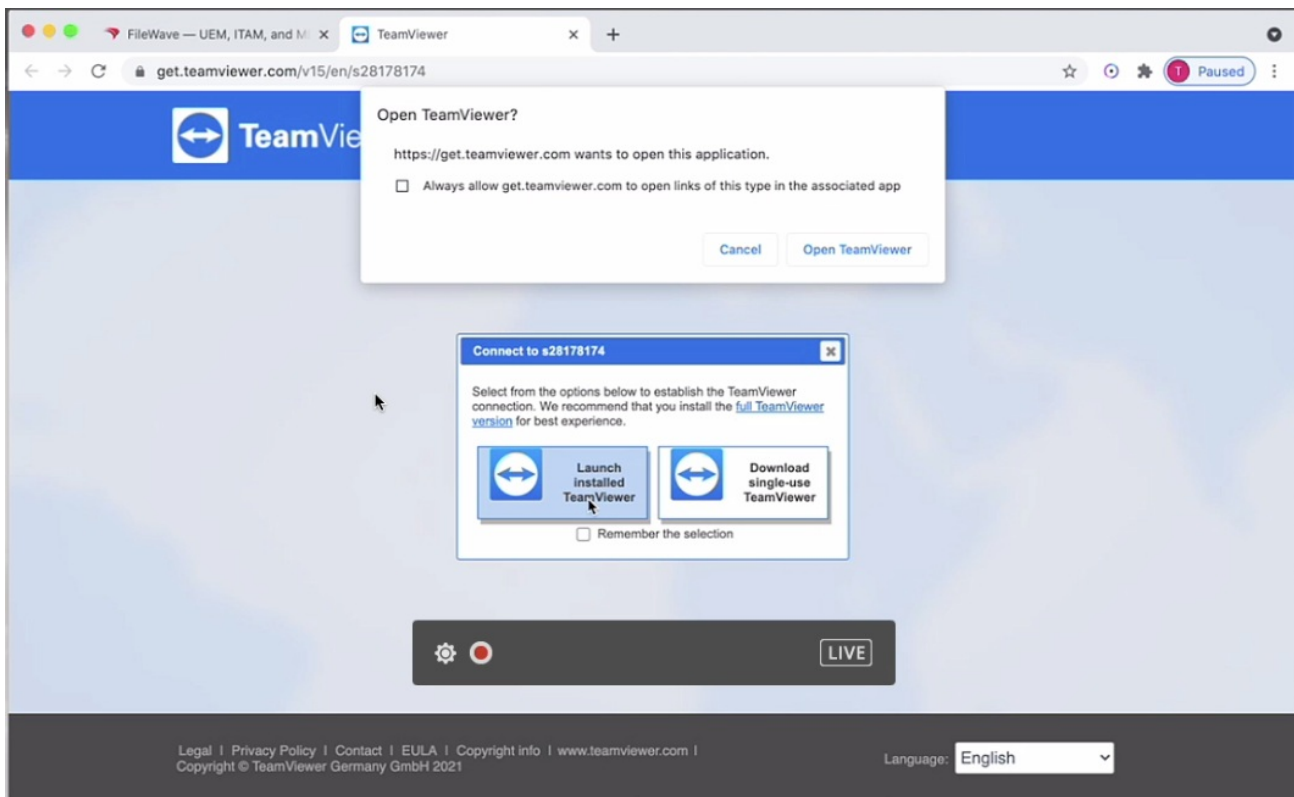 FileWave — UEM, ITAM, and M
TeamViewer
get.teamviewer.com/v15/en/s28178174
T Paused
TeamVie
Open TeamViewer?
https://get.teamviewer.com wants to open this application.
Always allow get.teamviewer.com to open links of this type in the associated app
Cancel
Open TeamViewer
Connect to s28178174
Select from the options below to establish the TeamViewer
connection. We recommend that you install the full TeamViewer
version for best experience.
Launch
installed
TeamViewer
Download
single-use
TeamViewer
Remember the selection
LIVE
Legal | Privacy Policy | Contact | EULA | Copyright info | www.teamviewer.com |
Copyright © TeamViewer Germany GmbH 2021
Language: English